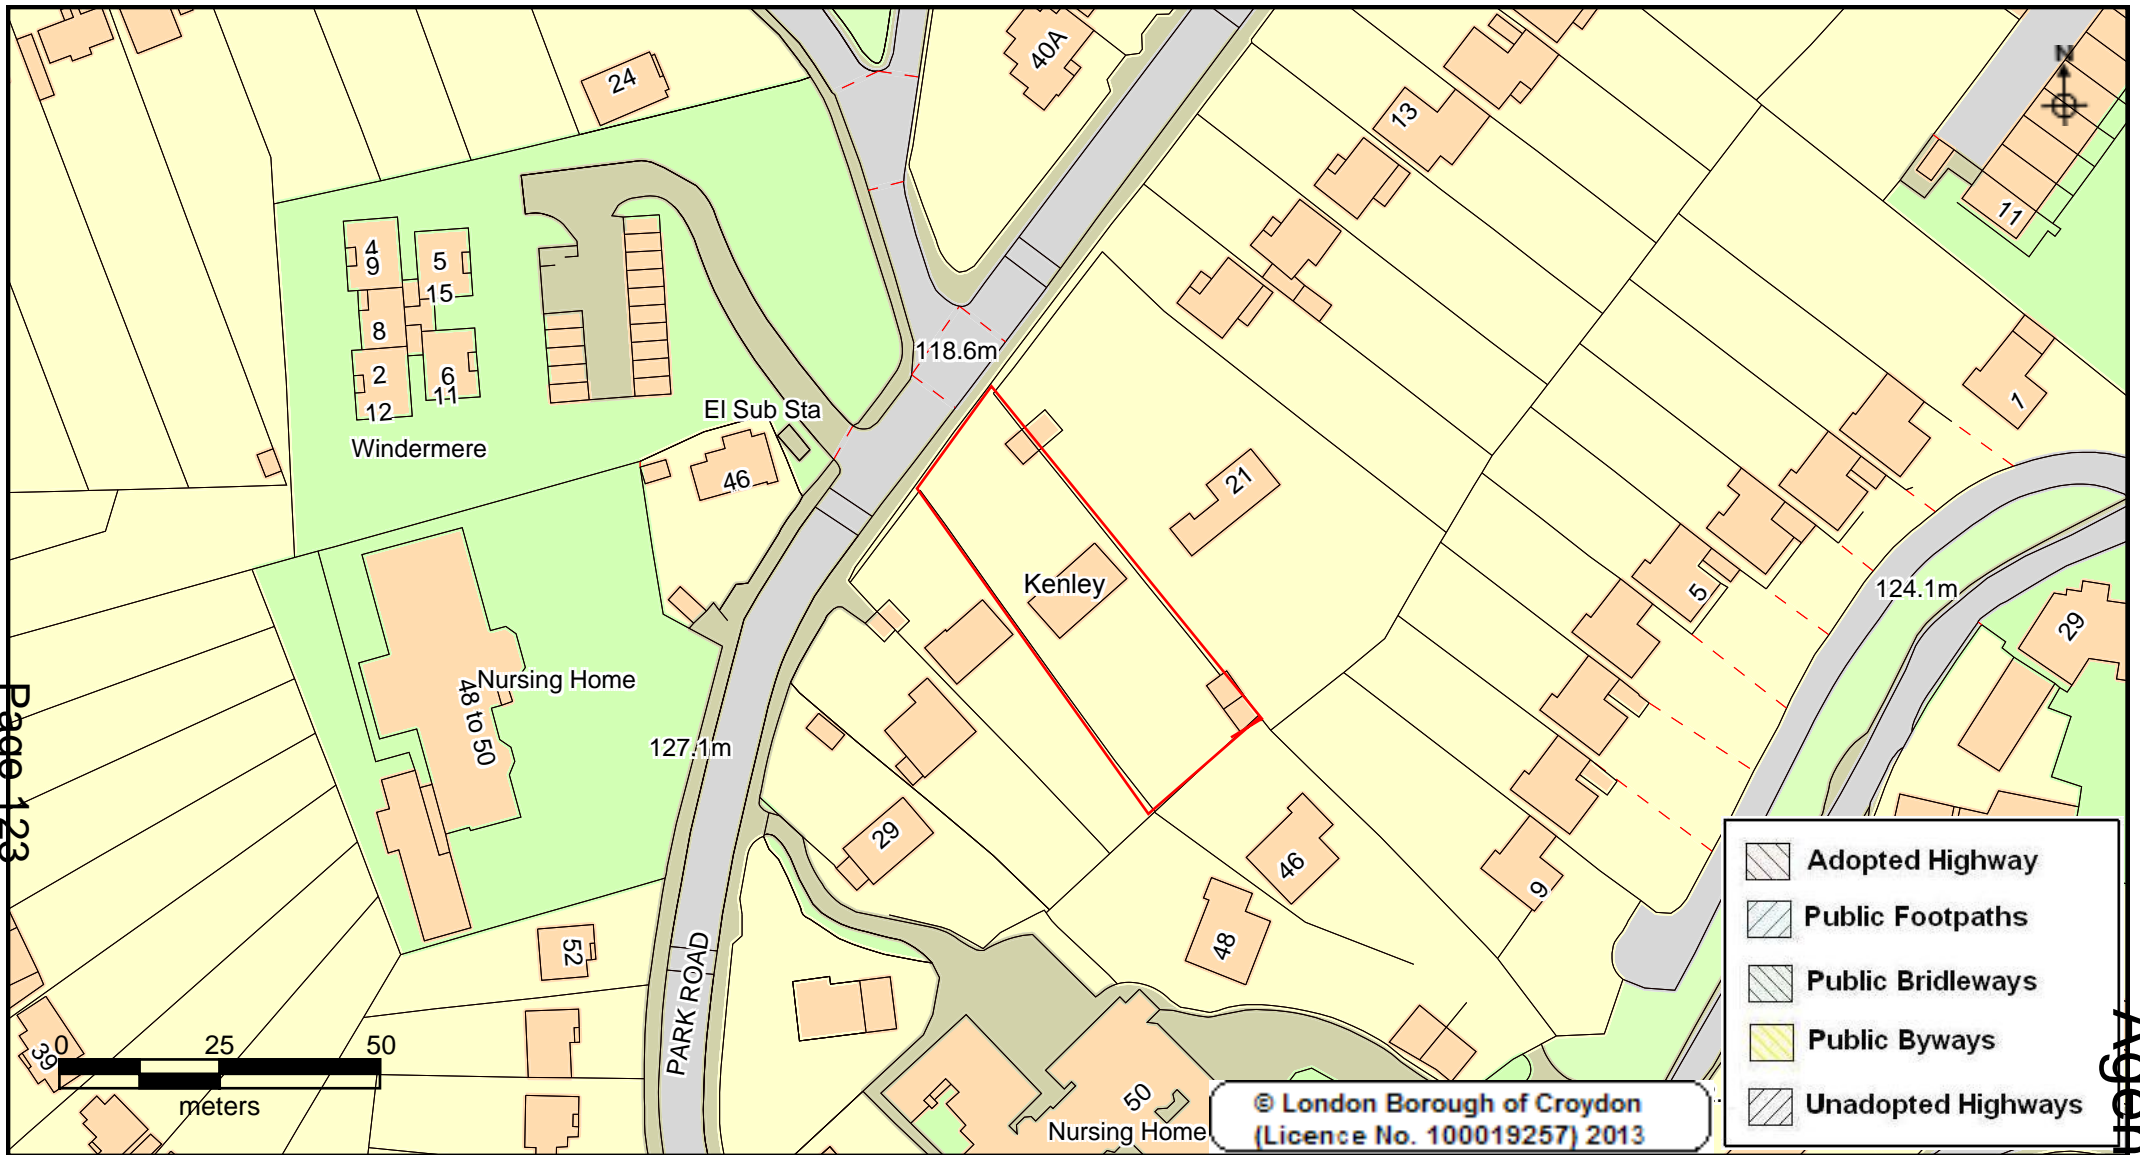 24
40A
N
13
11
4
9
5
15
8
2
12
6
11
Windermere
118.6m
El Sub Sta
46
21
1
Kenley
5
124.1m
29
Nursing Home
48 to 50
127.1m
Page 123
29
46
9
48
52
PARK ROAD
39
0 25 50
meters
50
Nursing Home
Adopted Highway
Public Footpaths
Public Bridleways
Public Byways
Unadopted Highways
© London Borough of Croydon
(Licence No. 100019257) 2013
Agen